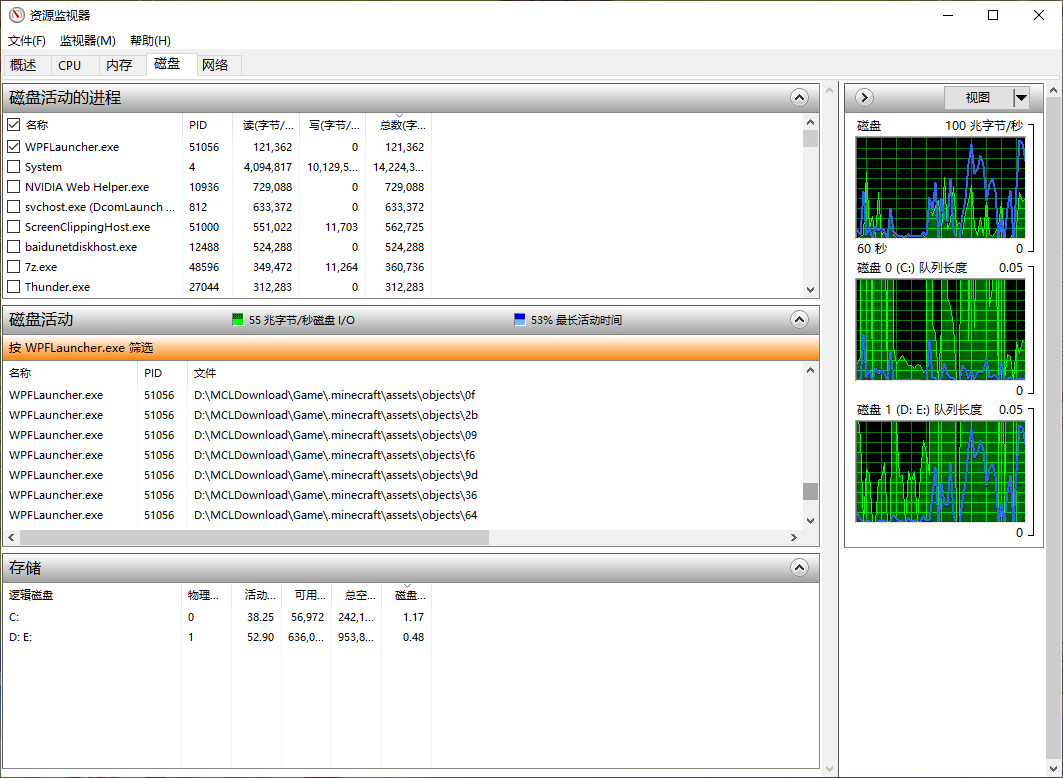 资源监视器
文件(F) 监视器(M) 帮助(H)
概述 CPU 内存 磁盘 网络
磁盘活动的进程
名称 PID 读(字节/... 写(字节/... 总数(字...
WPFLauncher.exe 51056 121,362 0 121,362
System 4 4,094,817 10,129,5... 14,224,3...
NVIDIA Web Helper.exe 10936 729,088 0 729,088
svchost.exe (DcomLaunch ... 812 633,372 0 633,372
ScreenClippingHost.exe 51000 551,022 11,703 562,725
baidunetdiskhost.exe 12488 524,288 0 524,288
7z.exe 48596 349,472 11,264 360,736
Thunder.exe 27044 312,283 0 312,283
磁盘活动 55 兆字节/秒磁盘 I/O 53% 最长活动时间
按 WPFLauncher.exe 筛选
名称 PID 文件
WPFLauncher.exe 51056 D:\MCLDownload\Game\.minecraft\assets\objects\0f
WPFLauncher.exe 51056 D:\MCLDownload\Game\.minecraft\assets\objects\2b
WPFLauncher.exe 51056 D:\MCLDownload\Game\.minecraft\assets\objects\09
WPFLauncher.exe 51056 D:\MCLDownload\Game\.minecraft\assets\objects\f6
WPFLauncher.exe 51056 D:\MCLDownload\Game\.minecraft\assets\objects\9d
WPFLauncher.exe 51056 D:\MCLDownload\Game\.minecraft\assets\objects\36
WPFLauncher.exe 51056 D:\MCLDownload\Game\.minecraft\assets\objects\64
存储
逻辑磁盘 物理... 活动... 可用... 总空... 磁盘...
C: 0 38.25 56,972 242,1... 1.17
D: E: 1 52.90 636,0... 953,8... 0.48
视图
磁盘 100 兆字节/秒
60 秒 0
磁盘 0 (C:) 队列长度 0.05
0
磁盘 1 (D: E:) 队列长度 0.05
0